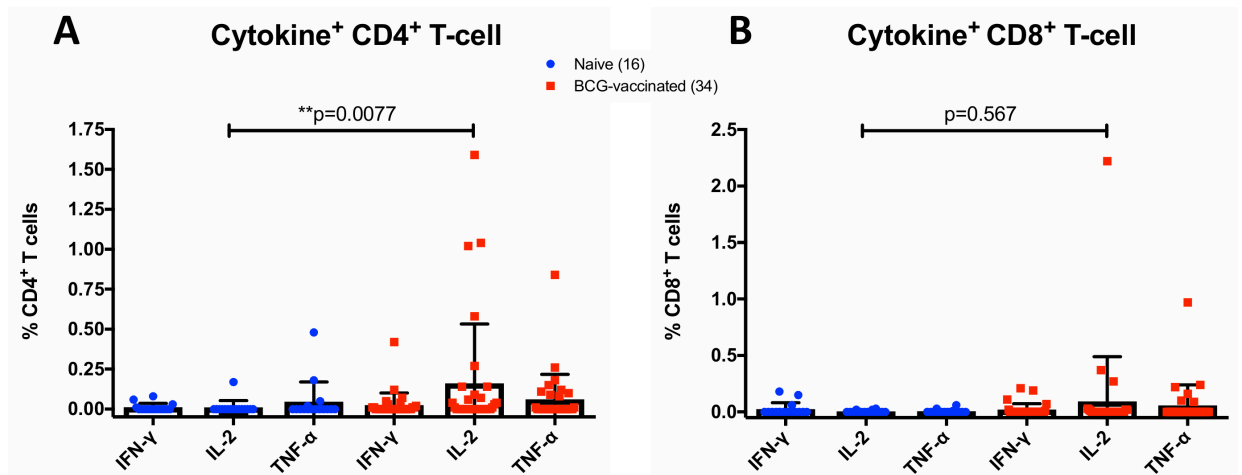 A
Cytokine⁺ CD4⁺ T-cell
B
Cytokine⁺ CD8⁺ T-cell
Naive (16)
BCG-vaccinated (34)
**p=0.0077
% CD4⁺ T cells
1.75
1.50
1.25
1.00
0.75
0.50
0.25
0.00
IFN-γ
IL-2
TNF-α
IFN-γ
IL-2
TNF-α
p=0.567
% CD8⁺ T cells
2.5
2.0
1.5
1.0
0.5
0.0
IFN-γ
IL-2
TNF-α
IFN-γ
IL-2
TNF-α